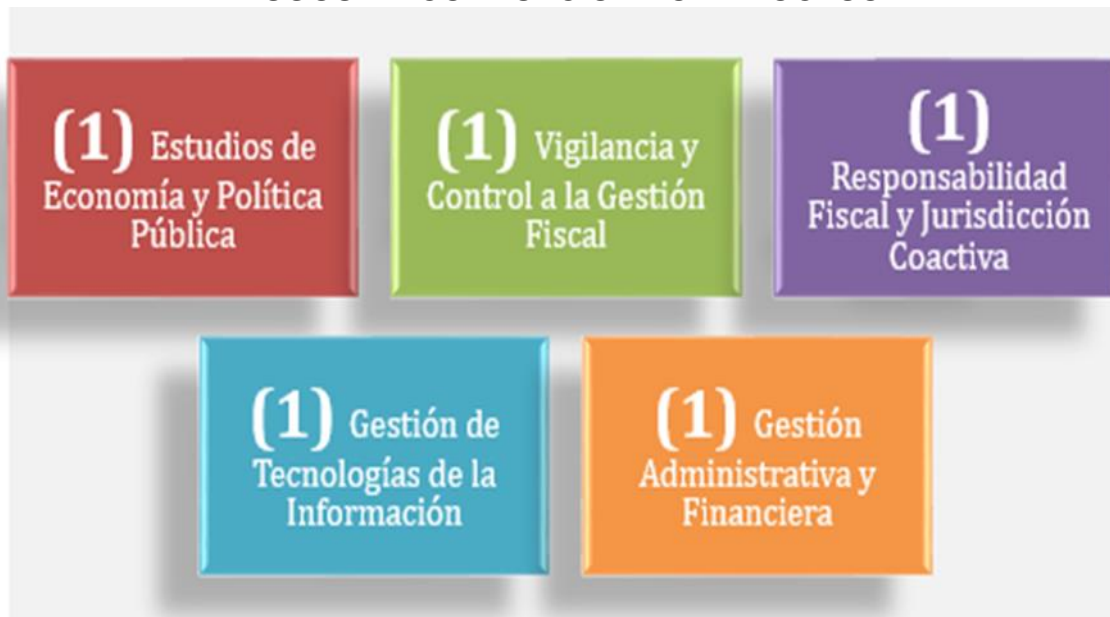 (1) Estudios de
Economía y Política
Pública
(1) Vigilancia y
Control a la Gestión
Fiscal
(1)
Responsabilidad
Fiscal y Jurisdicción
Coactiva
(1) Gestión de
Tecnologías de la
Información
(1) Gestión
Administrativa y
Financiera